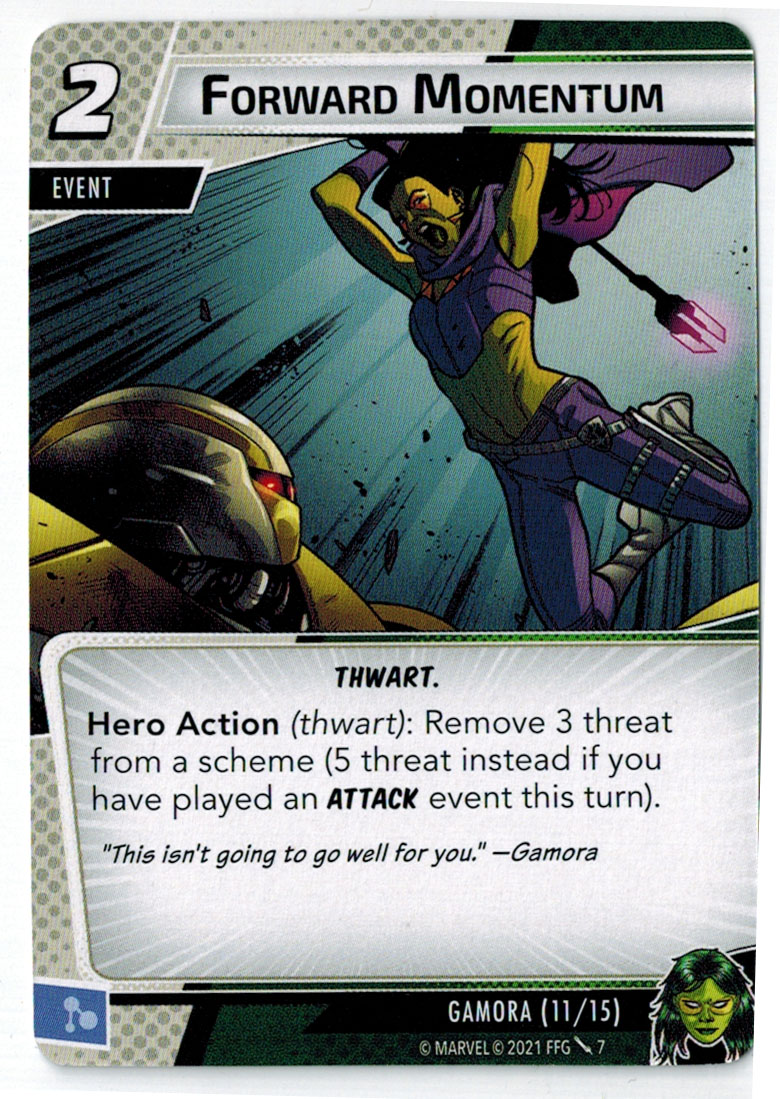 2
FORWARD MOMENTUM
EVENT
THWART.
Hero Action (thwart): Remove 3 threat
from a scheme (5 threat instead if you
have played an ATTACK event this turn).
"This isn't going to go well for you." —Gamora
GAMORA (11/15)
© MARVEL © 2021 FFG 7